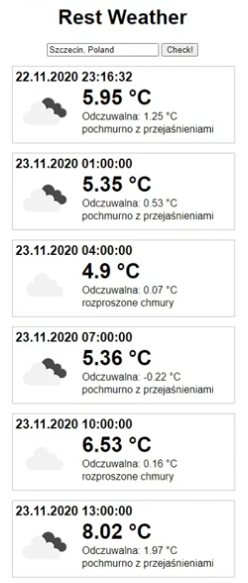 Rest Weather
Szczecin, Poland Check!
22.11.2020 23:16:32
5.95 °C
Odczuwalna: 1.25 °C
pochmurno z przejaśnieniami
23.11.2020 01:00:00
5.35 °C
Odczuwalna: 0.53 °C
pochmurno z przejaśnieniami
23.11.2020 04:00:00
4.9 °C
Odczuwalna: 0.07 °C
rozproszone chmury
23.11.2020 07:00:00
5.36 °C
Odczuwalna: -0.22 °C
pochmurno z przejaśnieniami
23.11.2020 10:00:00
6.53 °C
Odczuwalna: 0.16 °C
rozproszone chmury
23.11.2020 13:00:00
8.02 °C
Odczuwalna: 1.97 °C
pochmurno z przejaśnieniami